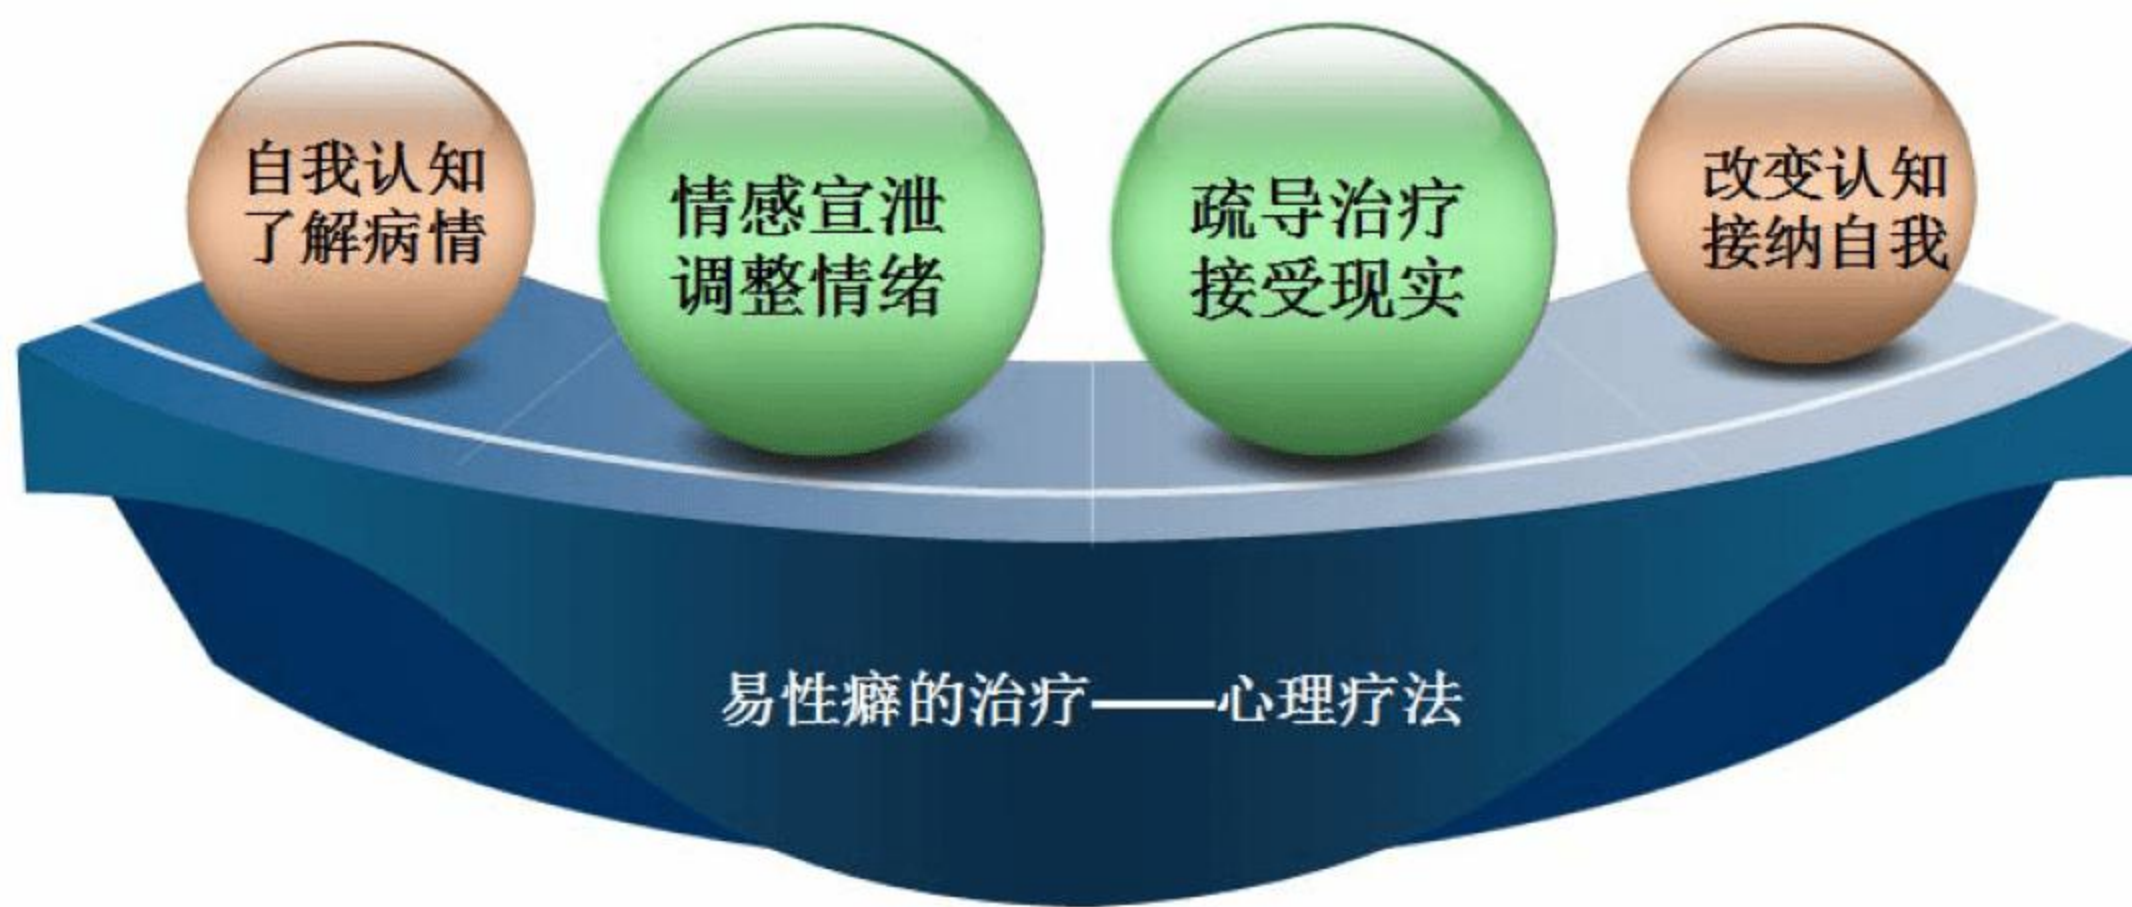 自我认知
了解病情
情感宣泄
调整情绪
疏导治疗
接受现实
改变认知
接纳自我
易性癖的治疗——心理疗法